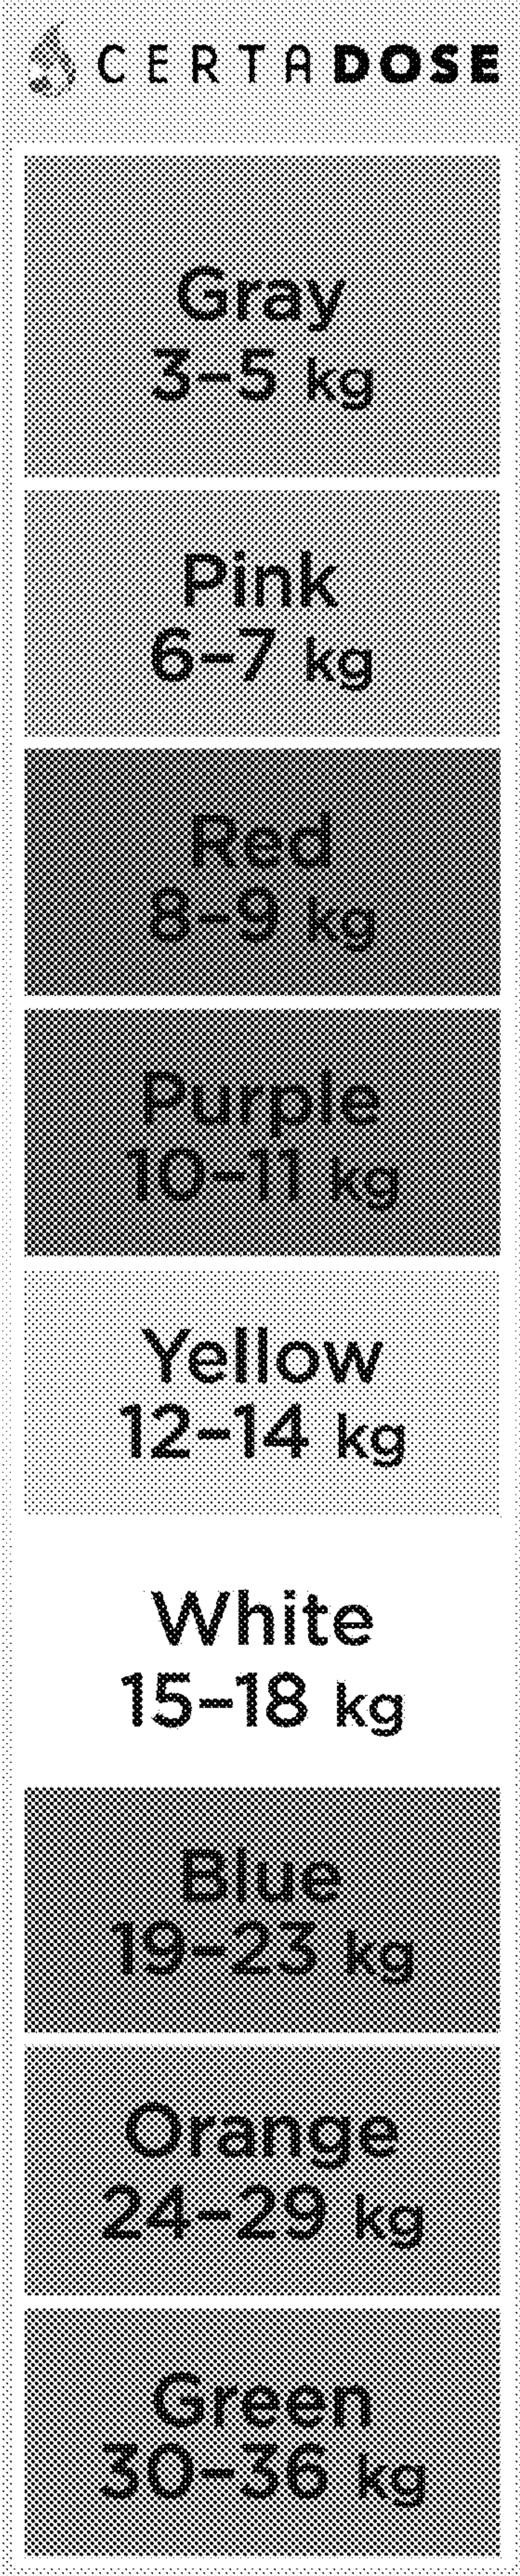 CERTADOSE
Gray
3–5 kg
Pink
6–7 kg
Red
8–9 kg
Purple
10–11 kg
Yellow
12–14 kg
White
15–18 kg
Blue
19–23 kg
Orange
24–29 kg
Green
30–36 kg